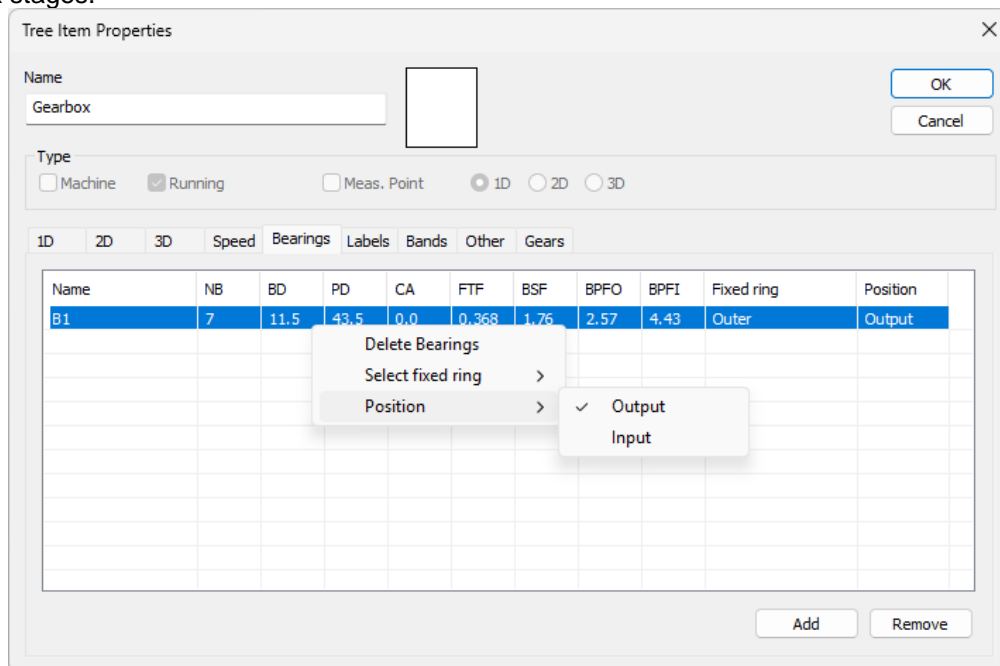 stages.
Tree Item Properties
Name
Gearbox
OK
Cancel
Type
Machine Running Meas. Point 1D 2D 3D
1D 2D 3D Speed Bearings Labels Bands Other Gears
Name NB BD PD CA FTF BSF BPFO BPFI Fixed ring Position
B1 7 11.5 43.5 0.0 0.368 1.76 2.57 4.43 Outer Output
Delete Bearings
Select fixed ring
Position
Output
Input
Add Remove